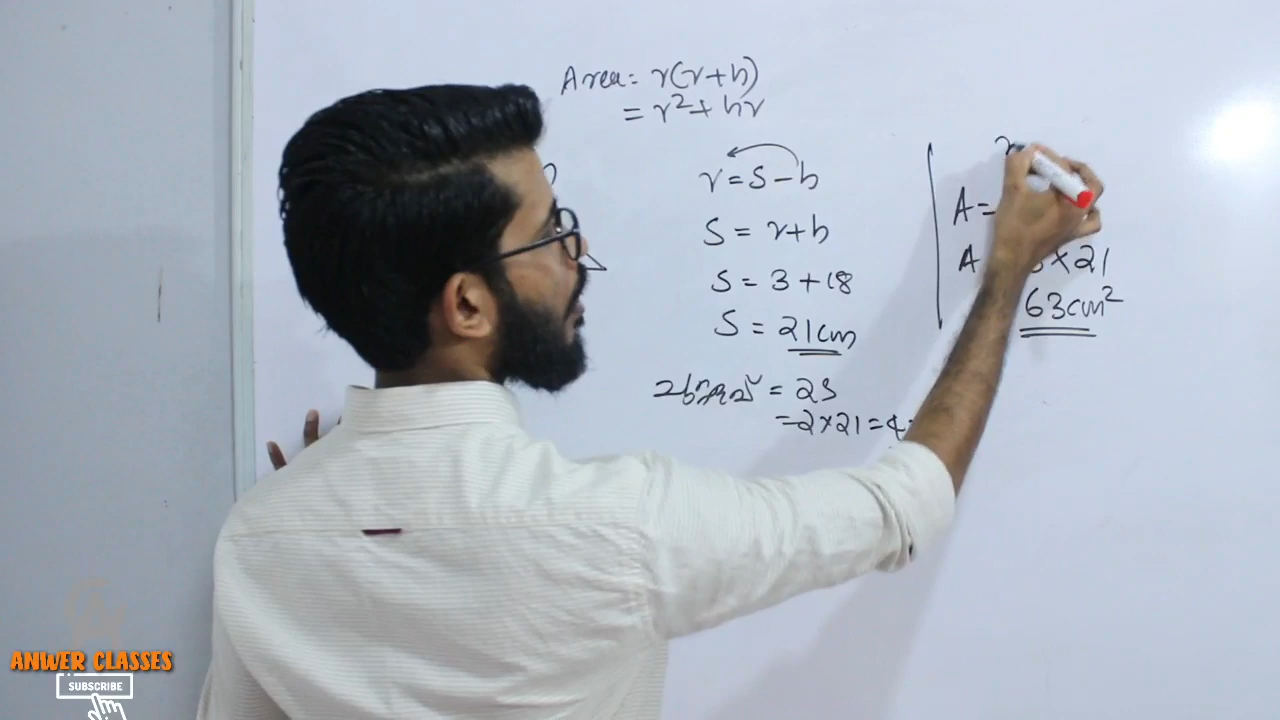 Area = r(r+h)
= r²+ hr
r = S - h
S = r+h
S = 3 + 18
S = 21cm
= 2S
= 2×21 =
A =
A
×21
63cm²
ANWER CLASSES
SUBSCRIBE